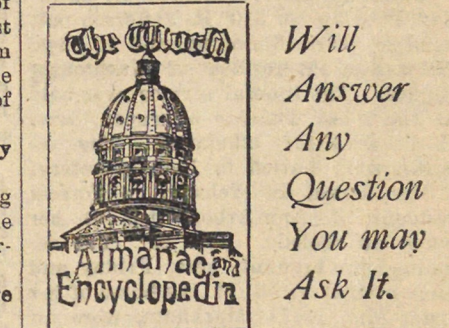 The World
Almanac and
Encyclopedia
Will
Answer
Any
Question
You may
Ask It.